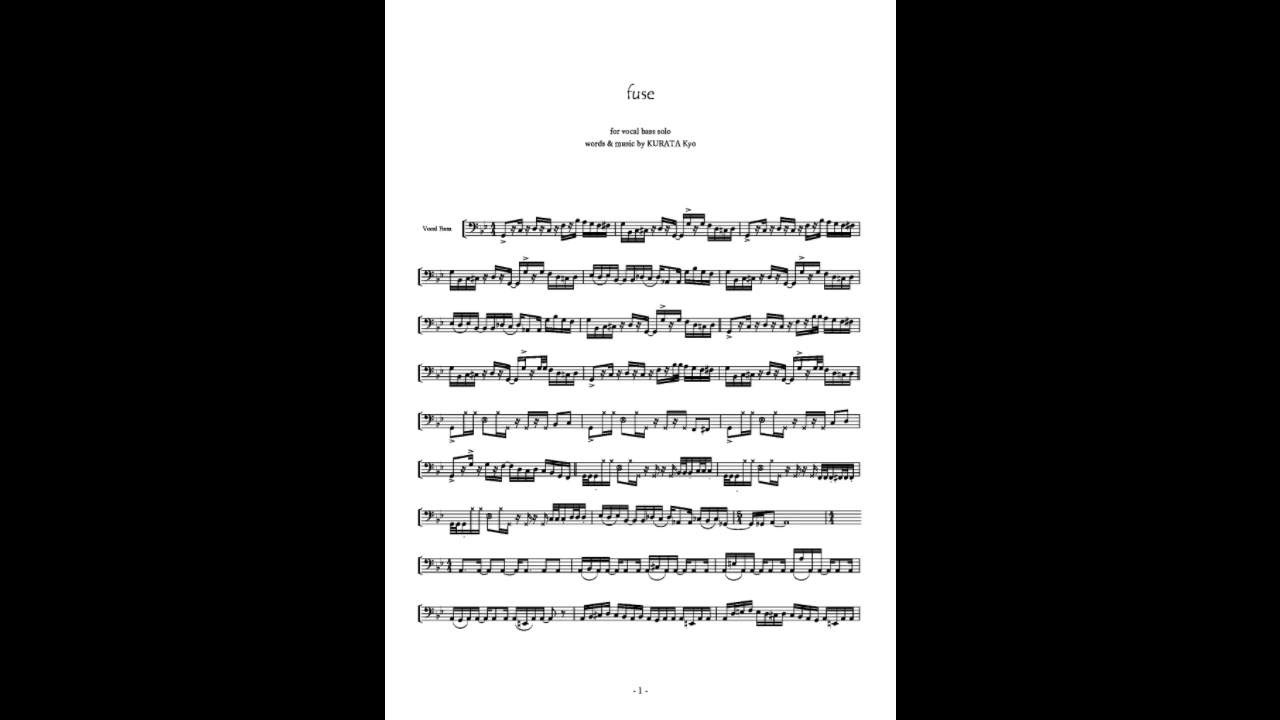 fuse
for vocal bass solo
words & music by KURATA Kyo
Vocal Bass
- 1 -